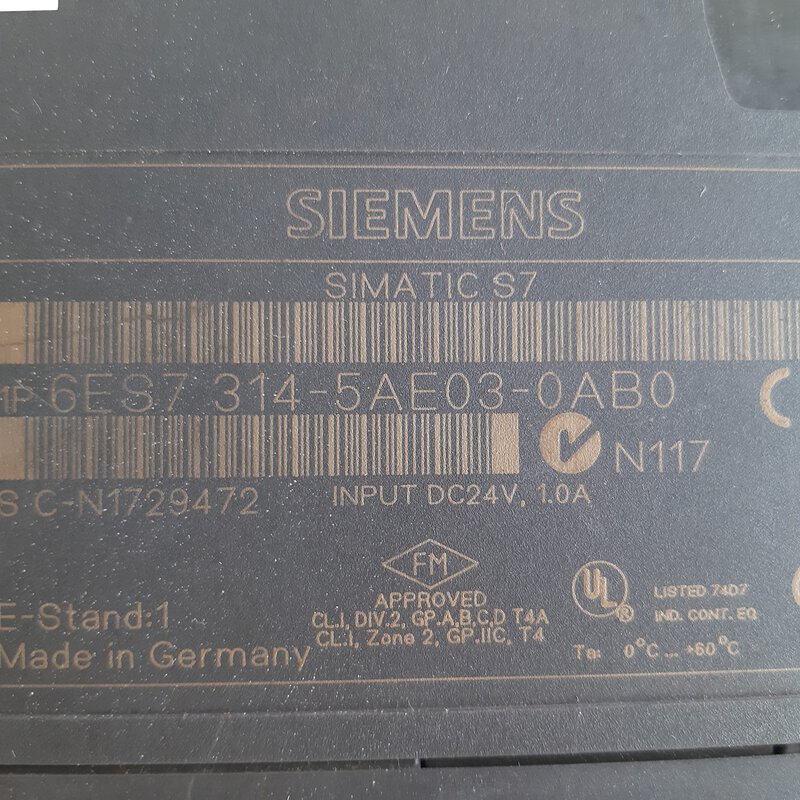 SIEMENS
SIMATIC S7
1P 6ES7 314-5AE03-0AB0
N117
S C-N1729472 INPUT DC24V, 1.0A
FM
APPROVED
CL.I, DIV.2, GP.A,B,C,D T4A
CL.I, Zone 2, GP.IIC, T4
UL ®
LISTED 74D7
IND. CONT. EQ
Ta: 0°C ... +60°C
E-Stand:1
Made in Germany